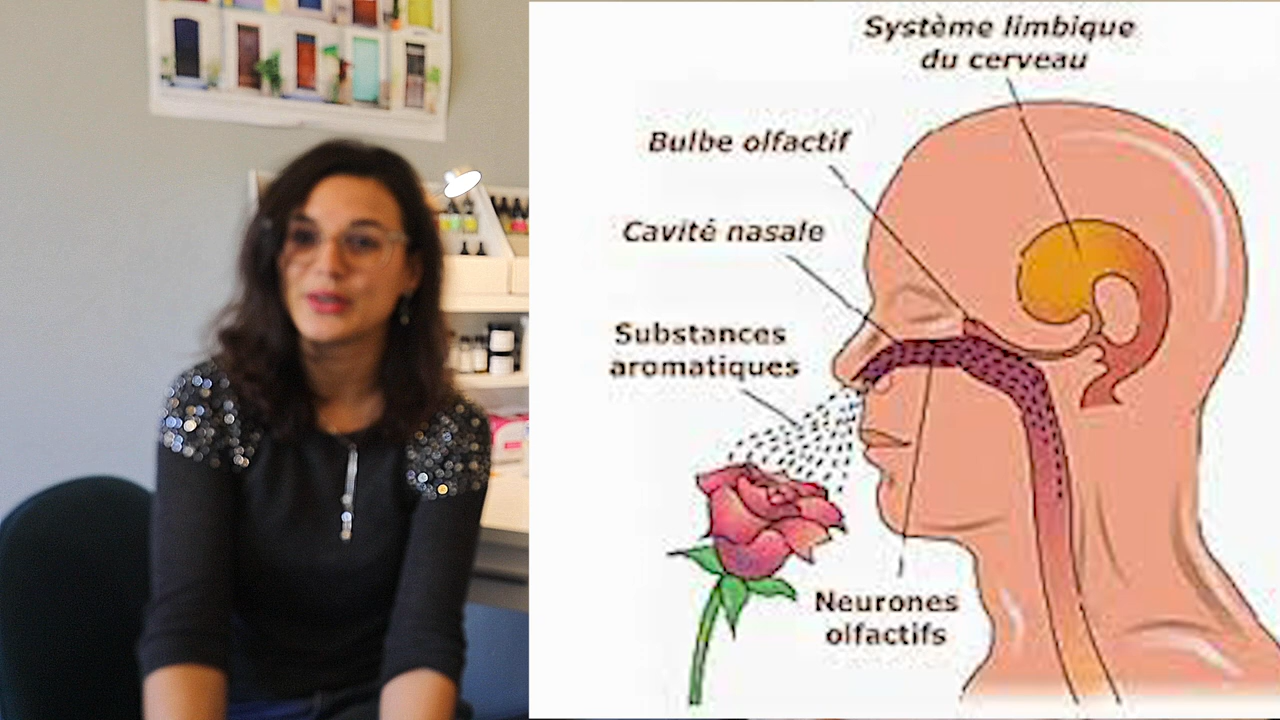 Système limbique
du cerveau
Bulbe olfactif
Cavité nasale
Substances
aromatiques
Neurones
olfactifs